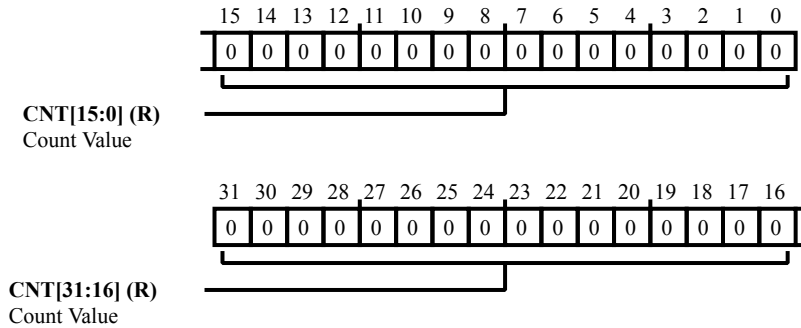 15 14 13 12 11 10 9 8 7 6 5 4 3 2 1 0
0 0 0 0 0 0 0 0 0 0 0 0 0 0 0 0
CNT[15:0] (R)
Count Value
31 30 29 28 27 26 25 24 23 22 21 20 19 18 17 16
0 0 0 0 0 0 0 0 0 0 0 0 0 0 0 0
CNT[31:16] (R)
Count Value